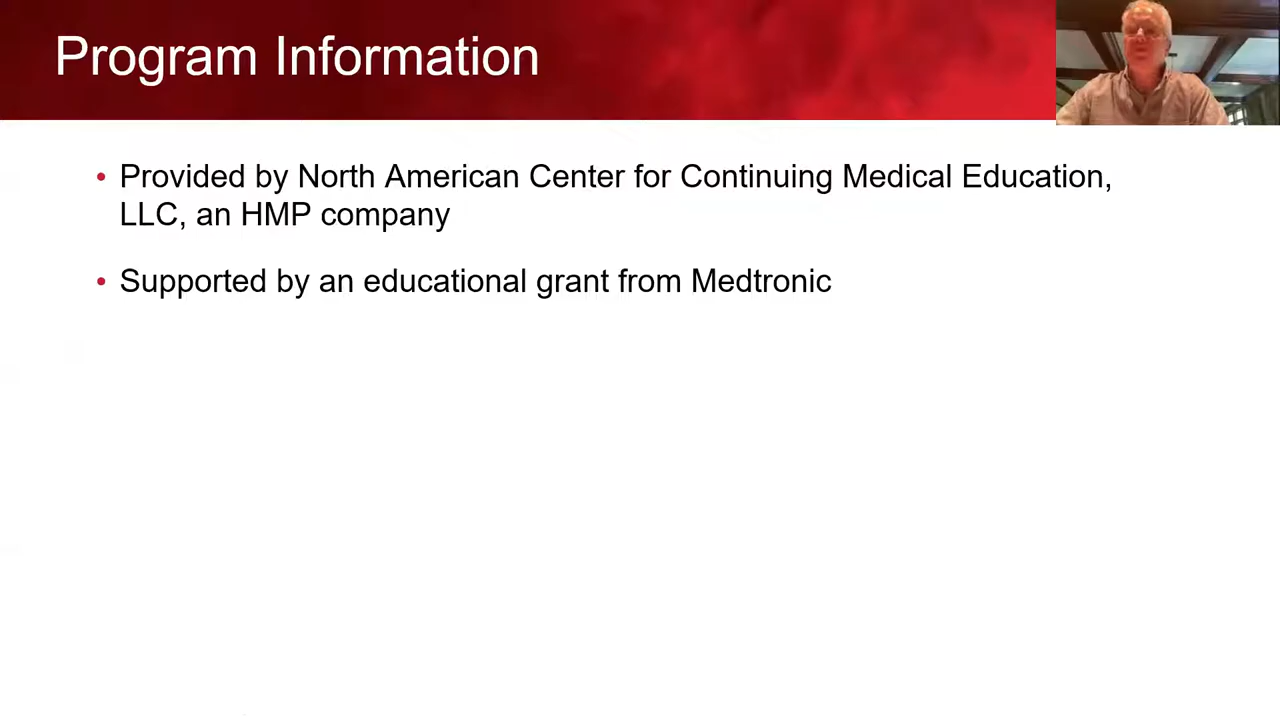 Program Information
• Provided by North American Center for Continuing Medical Education,
LLC, an HMP company
• Supported by an educational grant from Medtronic